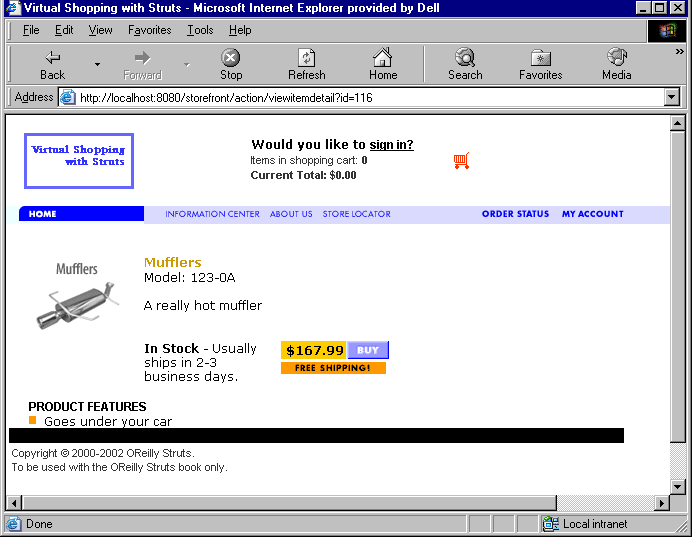 Virtual Shopping with Struts - Microsoft Internet Explorer provided by Dell
File Edit View Favorites Tools Help
Back Forward Stop Refresh Home Search Favorites Media »
Address http://localhost:8080/storefront/action/viewitemdetail?id=116
Virtual Shopping
with Struts
Would you like to sign in?
Items in shopping cart: 0
Current Total: $0.00
HOME INFORMATION CENTER ABOUT US STORE LOCATOR ORDER STATUS MY ACCOUNT
Mufflers
Mufflers
Model: 123-0A
A really hot muffler
In Stock - Usually
ships in 2-3
business days.
$167.99 BUY
FREE SHIPPING!
PRODUCT FEATURES
Goes under your car
Copyright © 2000-2002 OReilly Struts.
To be used with the OReilly Struts book only.
Done Local intranet